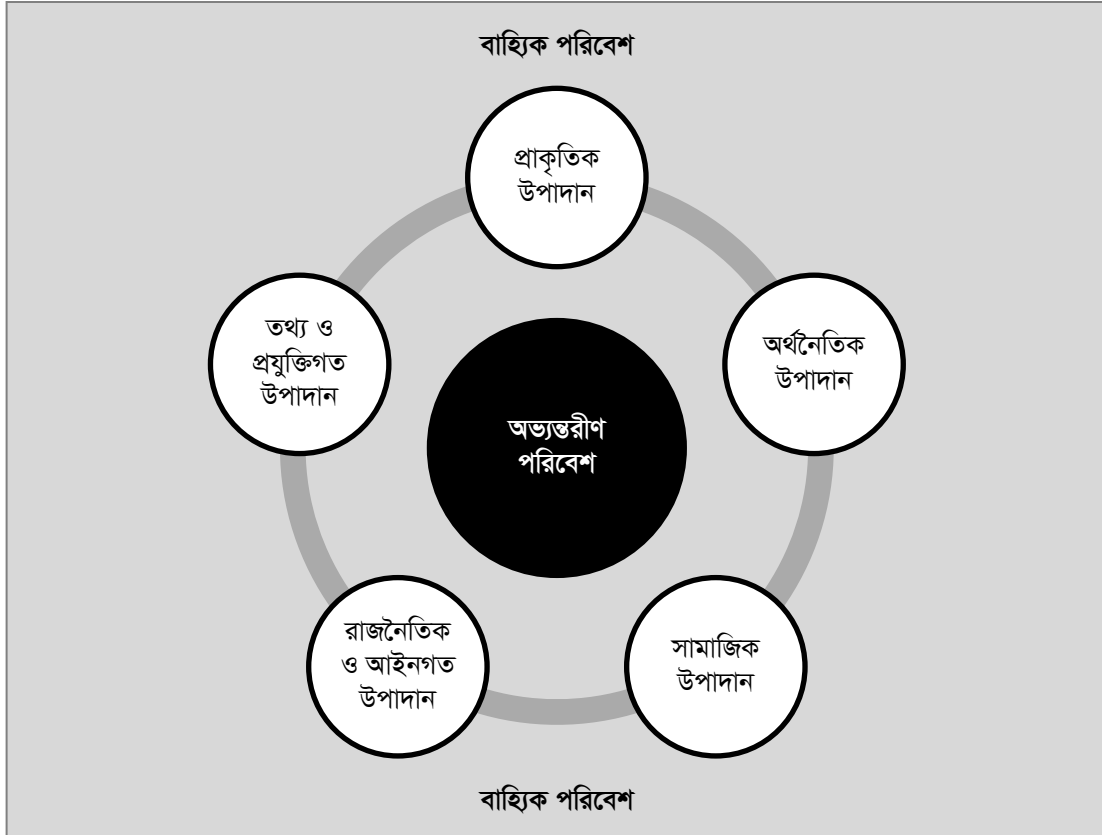 বাহ্যিক পরিবেশ
প্রাকৃতিক
উপাদান
তথ্য ও
প্রযুক্তিগত
উপাদান
অর্থনৈতিক
উপাদান
অভ্যন্তরীণ
পরিবেশ
রাজনৈতিক
ও আইনগত
উপাদান
সামাজিক
উপাদান
বাহ্যিক পরিবেশ